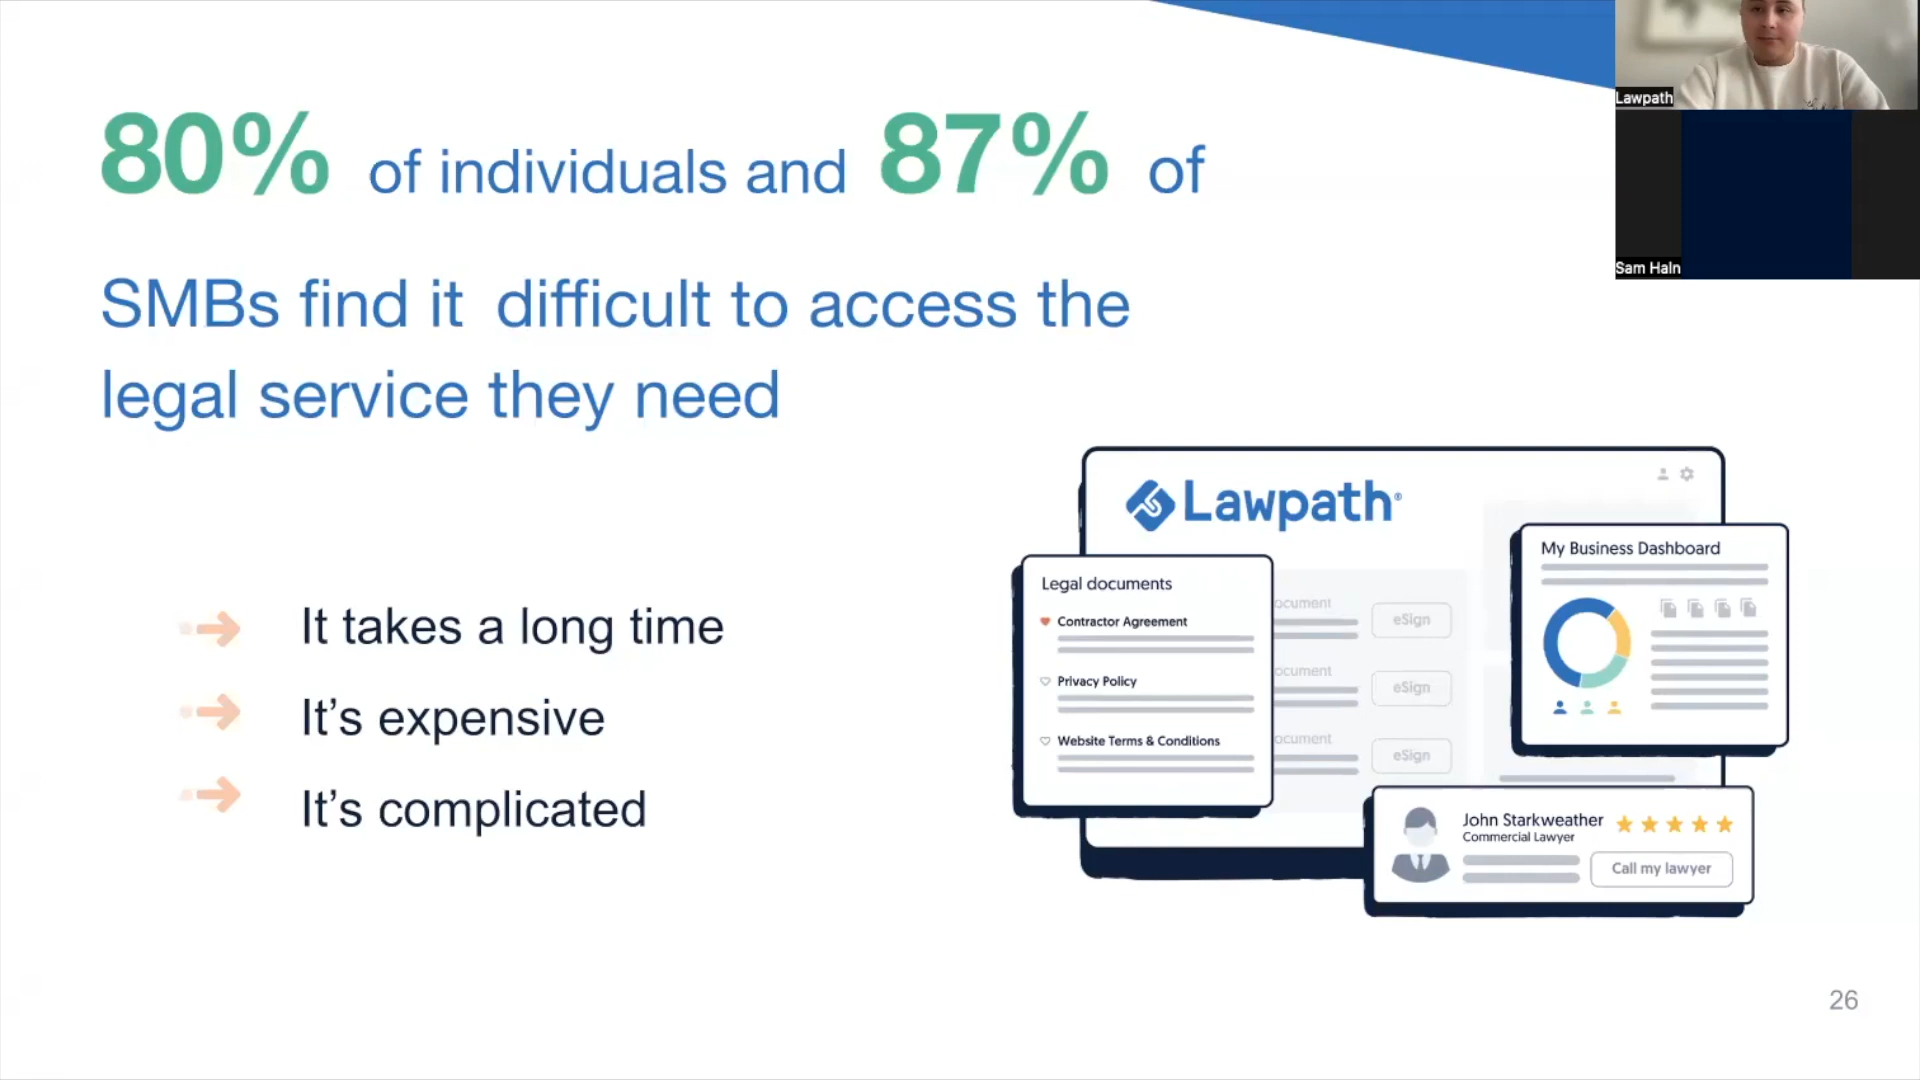 80% of individuals and 87% of
SMBs find it difficult to access the
legal service they need
It takes a long time
It’s expensive
It’s complicated
Lawpath
Sam Haln
Lawpath®
Legal documents
Contractor Agreement
Privacy Policy
Website Terms & Conditions
ocument
eSign
ocument
eSign
ocument
eSign
My Business Dashboard
John Starkweather
Commercial Lawyer
Call my lawyer
26